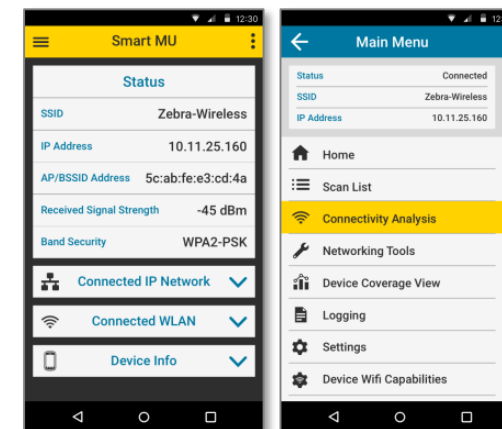 12:30
Smart MU
Status
SSID Zebra-Wireless
IP Address 10.11.25.160
AP/BSSID Address 5c:ab:fe:e3:cd:4a
Received Signal Strength -45 dBm
Band Security WPA2-PSK
Connected IP Network
Connected WLAN
Device Info
Main Menu
Status Connected
SSID Zebra-Wireless
IP Address 10.11.25.160
Home
Scan List
Connectivity Analysis
Networking Tools
Device Coverage View
Logging
Settings
Device Wifi Capabilities